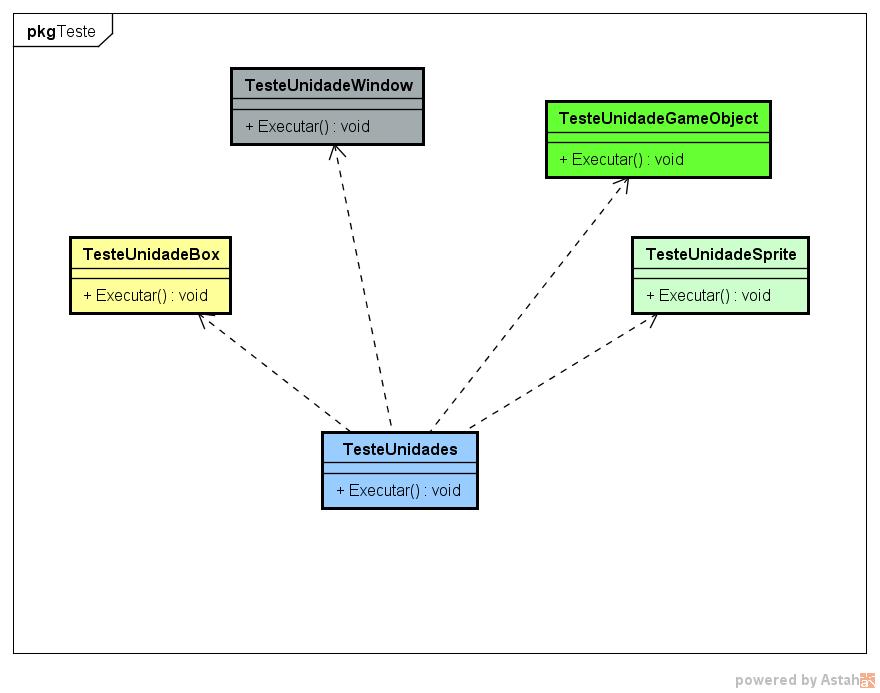 pkgTeste
TesteUnidadeWindow
+ Executar() : void
TesteUnidadeGameObject
+ Executar() : void
TesteUnidadeBox
+ Executar() : void
TesteUnidadeSprite
+ Executar() : void
TesteUnidades
+ Executar() : void
powered by Astah